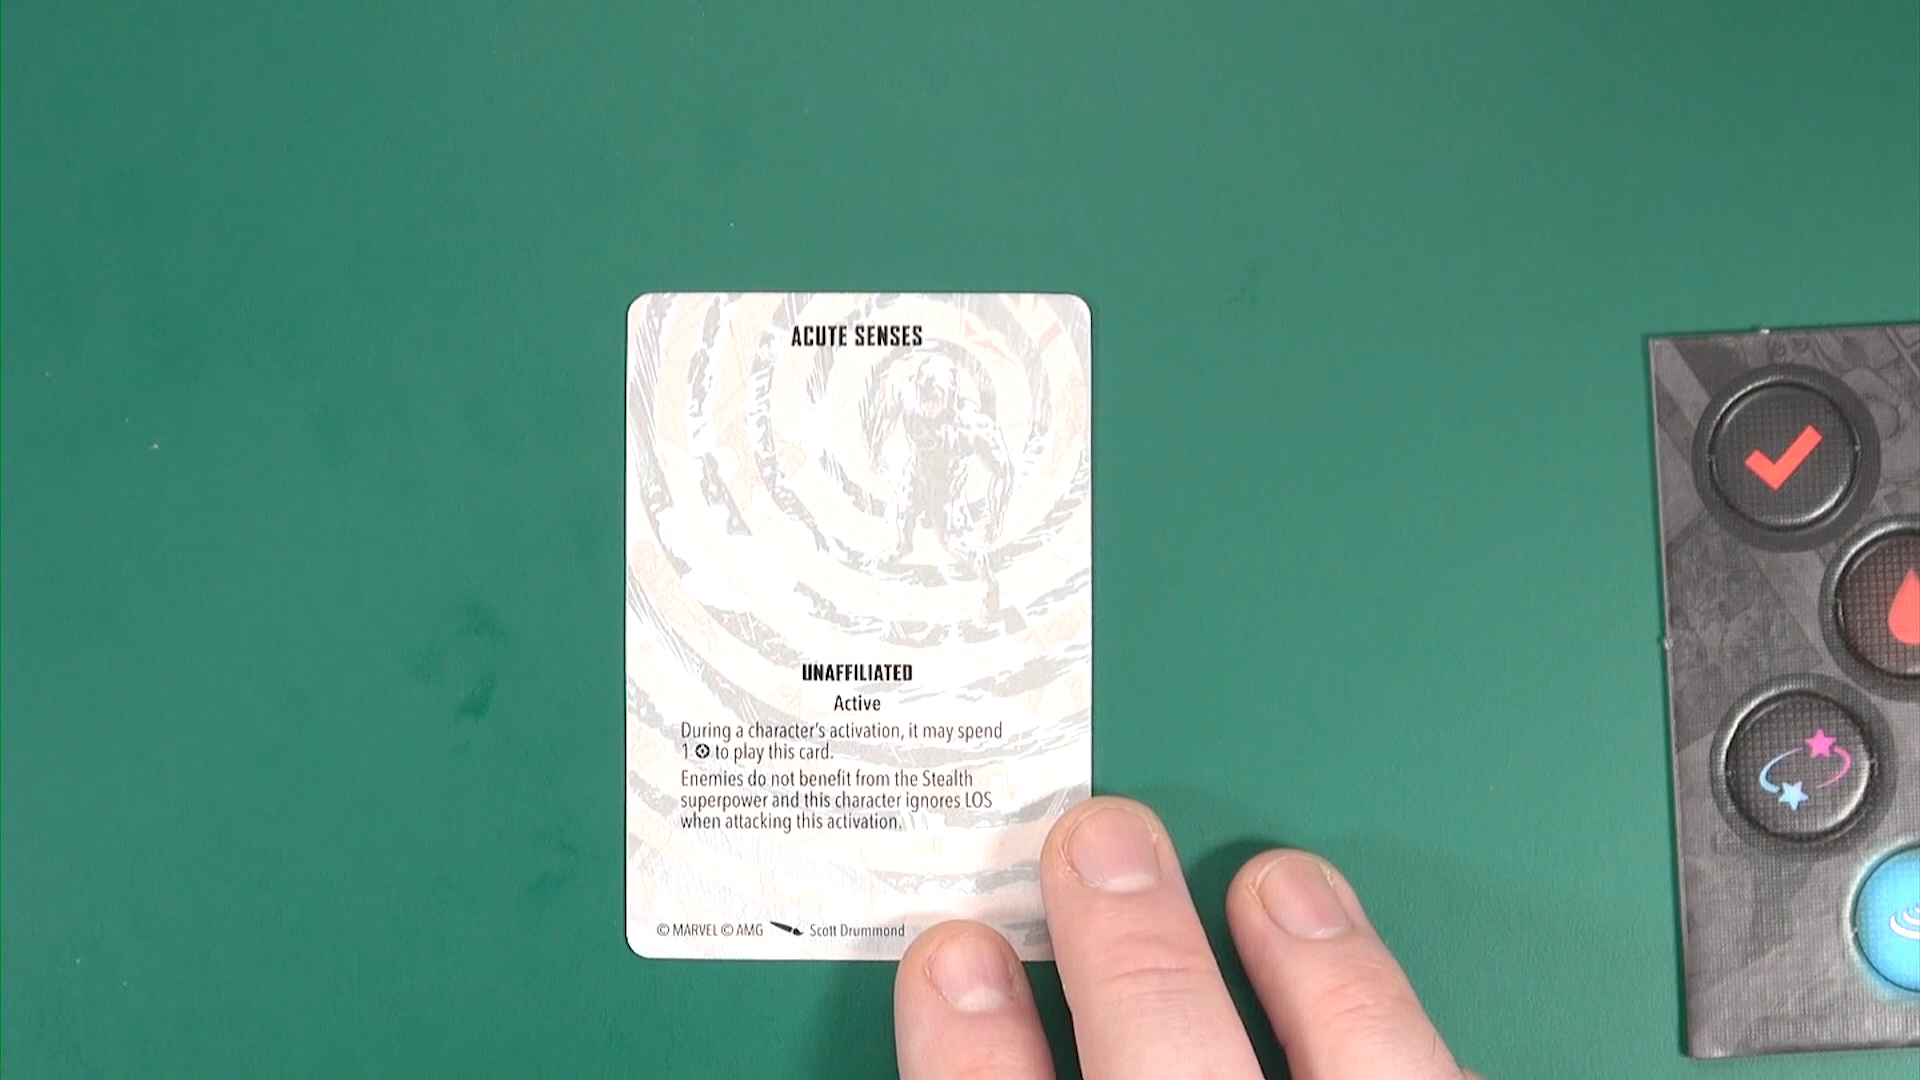 ACUTE SENSES
UNAFFILIATED
Active
During a character's activation, it may spend
1 to play this card.
Enemies do not benefit from the Stealth
superpower and this character ignores LOS
when attacking this activation.
© MARVEL © AMG Scott Drummond